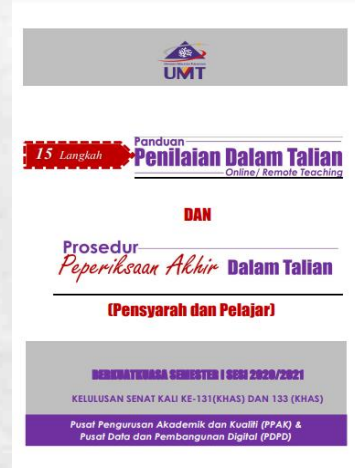 UMT
15 Langkah
Panduan
Penilaian Dalam Talian
Online/ Remote Teaching
DAN
Prosedur
Peperiksaan Akhir Dalam Talian
(Pensyarah dan Pelajar)
BERKUATKUASA SEMESTER I SESI 2020/2021
KELULUSAN SENAT KALI KE-131(KHAS) DAN 133 (KHAS)
Pusat Pengurusan Akademik dan Kualiti (PPAK) &
Pusat Data dan Pembangunan Digital (PDPD)